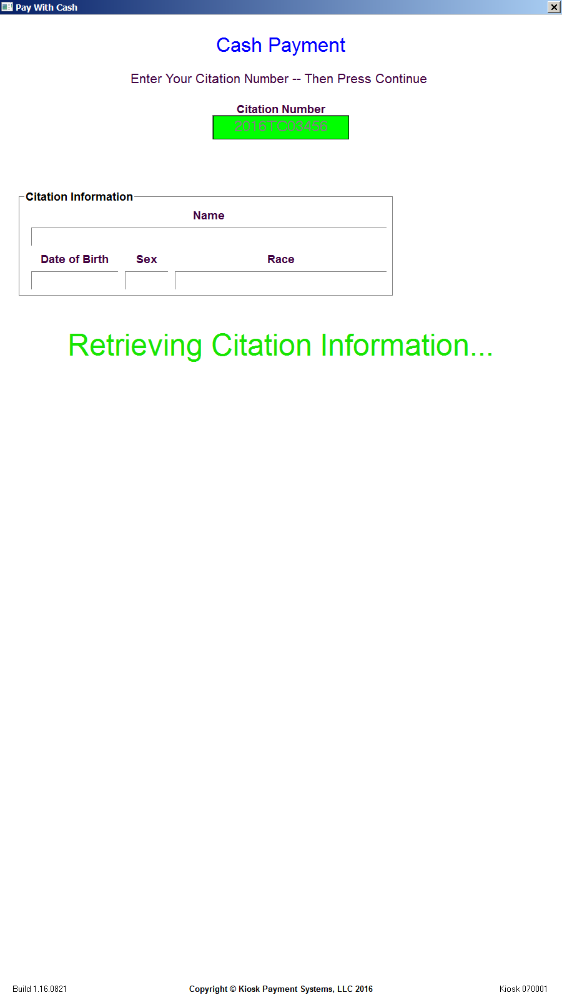 Pay With Cash
Cash Payment
Enter Your Citation Number -- Then Press Continue
Citation Number
2016TC03456
Citation Information
Name
Date of Birth Sex Race
Retrieving Citation Information...
Build 1.16.0821 Copyright © Kiosk Payment Systems, LLC 2016 Kiosk 070001